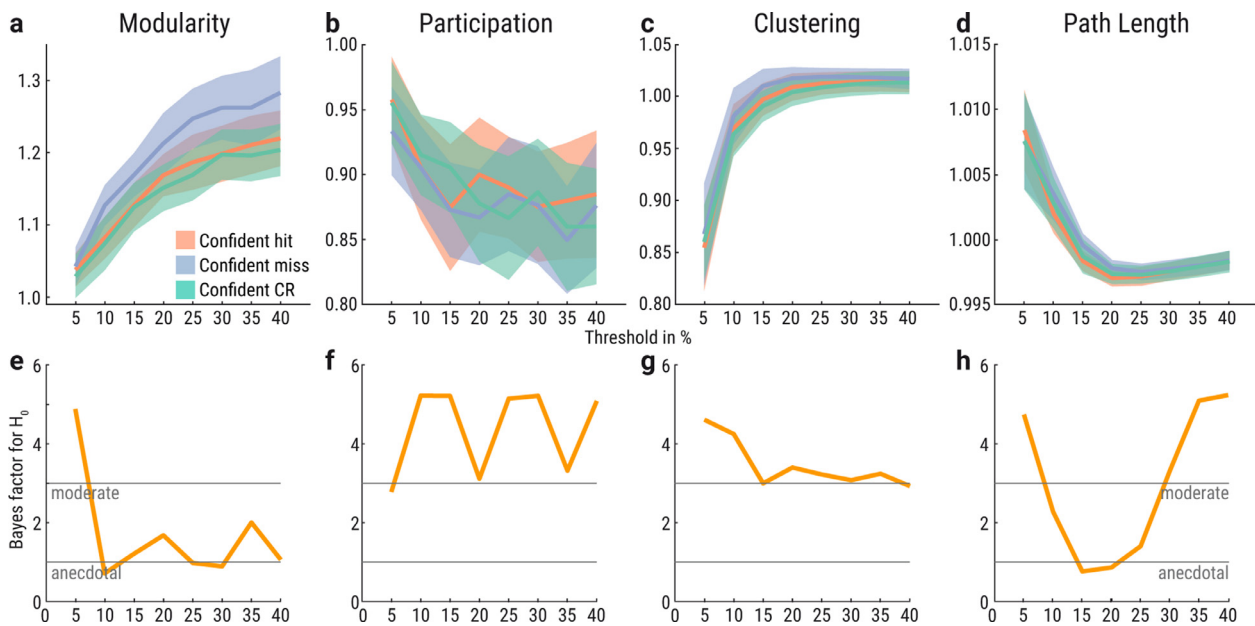 a Modularity b Participation c Clustering d Path Length
1.3
1.2
1.1
1.0
Confident hit
Confident miss
Confident CR
5 10 15 20 25 30 35 40
1.00
0.95
0.90
0.85
0.80
5 10 15 20 25 30 35 40
1.05
1.00
0.95
0.90
0.85
0.80
5 10 15 20 25 30 35 40
1.015
1.010
1.005
1.000
0.995
5 10 15 20 25 30 35 40
Threshold in %
e f g h
Bayes factor for H0
6
4
2
0
moderate
anecdotal
0 5 10 15 20 25 30 35 40
6
4
2
0
0 5 10 15 20 25 30 35 40
6
4
2
0
0 5 10 15 20 25 30 35 40
6
4
2
0
moderate
anecdotal
0 5 10 15 20 25 30 35 40